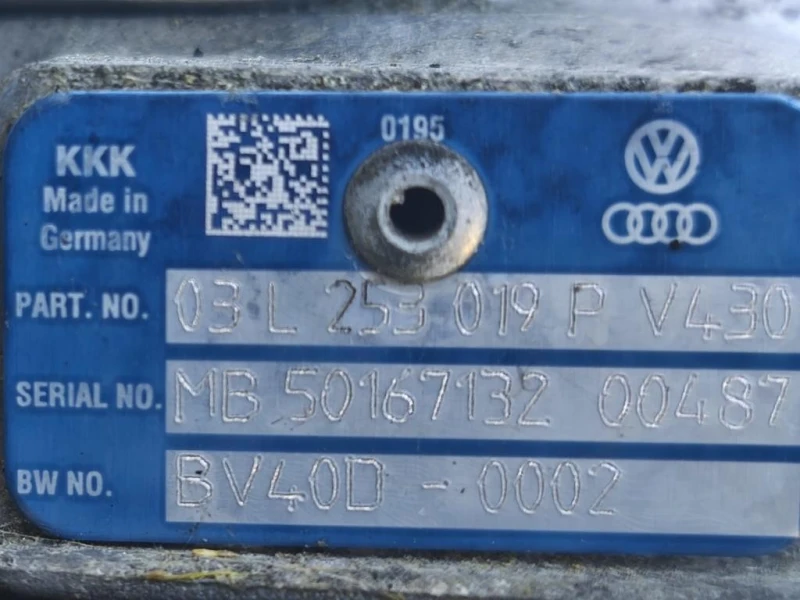 KKK
Made in
Germany
0195
PART. NO. 03L 253 019 P V430
SERIAL NO. MB 50167132 00487
BW NO. BV40D - 0002